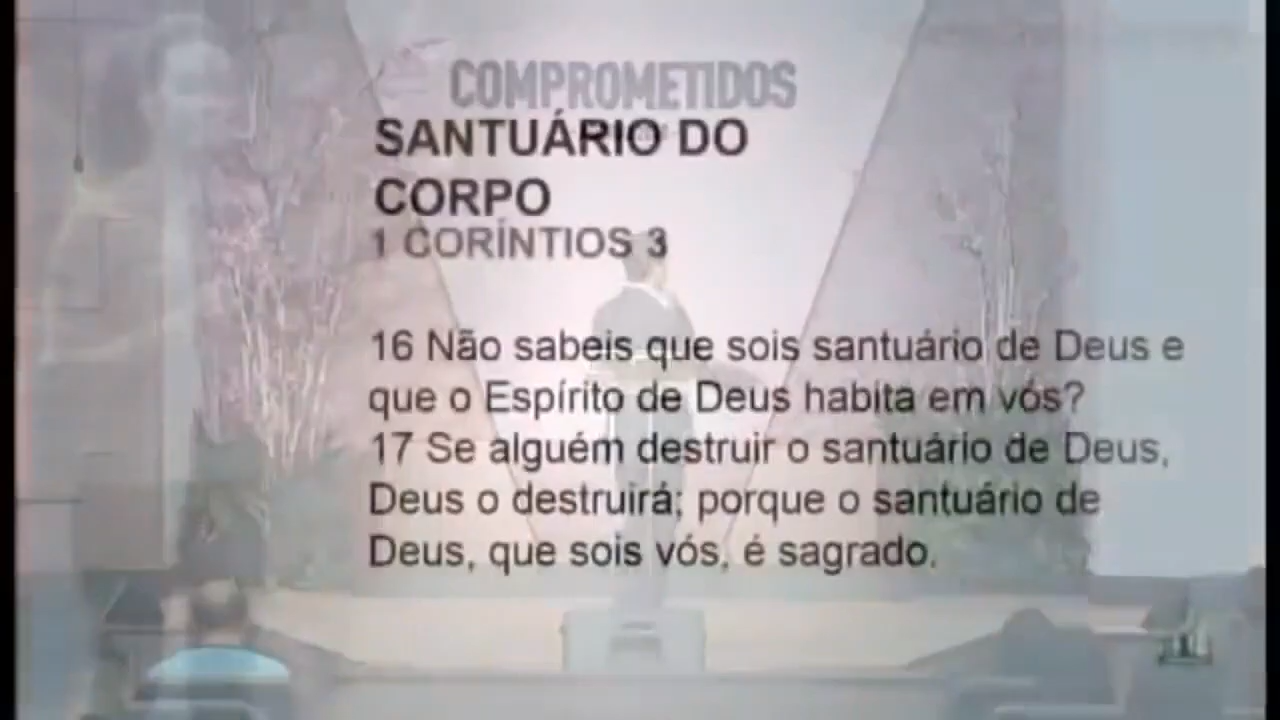 COMPROMETIDOS
SANTUÁRIO DO
CORPO
1 CORÍNTIOS 3
16 Não sabeis que sois santuário de Deus e
que o Espírito de Deus habita em vós?
17 Se alguém destruir o santuário de Deus,
Deus o destruirá; porque o santuário de
Deus, que sois vós, é sagrado.